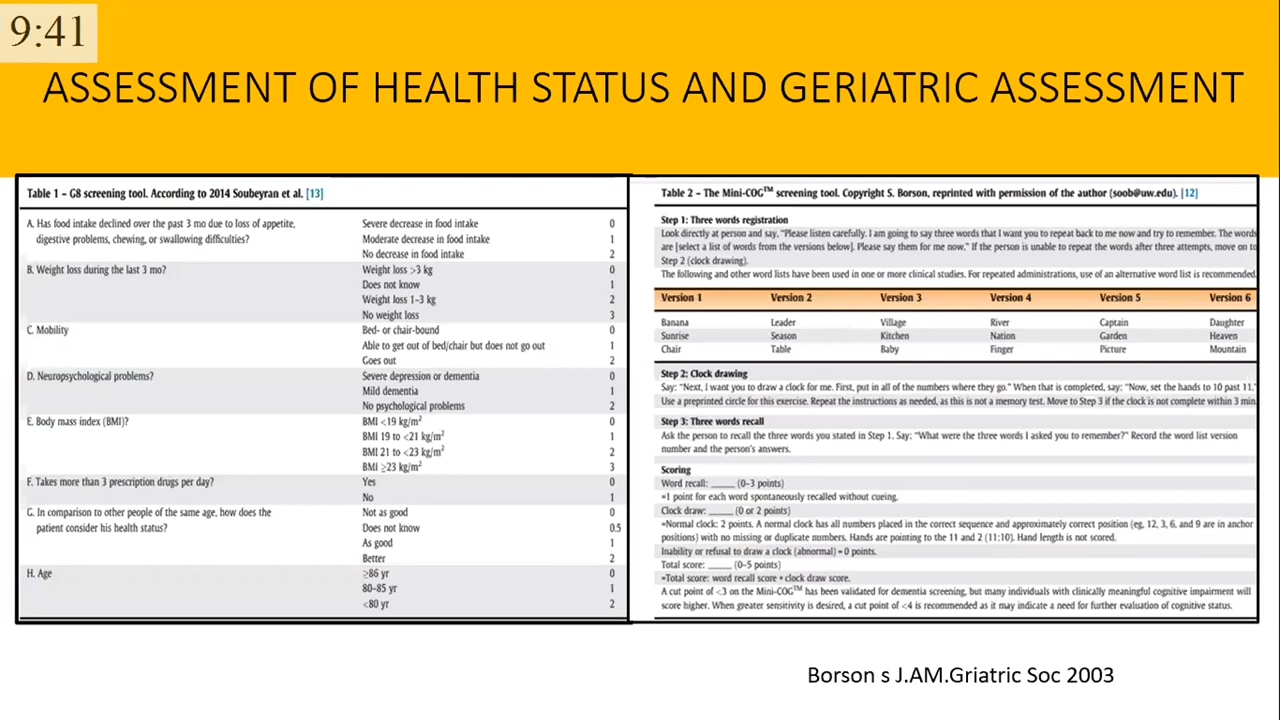 9:41
ASSESSMENT OF HEALTH STATUS AND GERIATRIC ASSESSMENT
Table 1 – G8 screening tool. According to 2014 Soubeyran et al. [13]
A. Has food intake declined over the past 3 mo due to loss of appetite, Severe decrease in food intake 0
digestive problems, chewing, or swallowing difficulties? Moderate decrease in food intake 1
No decrease in food intake 2
B. Weight loss during the last 3 mo? Weight loss >3 kg 0
Does not know 1
Weight loss 1–3 kg 2
No weight loss 3
C. Mobility Bed- or chair-bound 0
Able to get out of bed/chair but does not go out 1
Goes out 2
D. Neuropsychological problems? Severe depression or dementia 0
Mild dementia 1
No psychological problems 2
E. Body mass index (BMI)? BMI <19 kg/m² 0
BMI 19 to <21 kg/m² 1
BMI 21 to <23 kg/m² 2
BMI ≥23 kg/m² 3
F. Takes more than 3 prescription drugs per day? Yes 0
No 1
G. In comparison to other people of the same age, how does the Not as good 0
patient consider his health status? Does not know 0.5
As good 1
Better 2
H. Age ≥86 yr 0
80–85 yr 1
<80 yr 2
Table 2 – The Mini-COG™ screening tool. Copyright S. Borson, reprinted with permission of the author (soob@uw.edu). [12]
Step 1: Three words registration
Look directly at person and say, "Please listen carefully. I am going to say three words that I want you to repeat back to me now and try to remember. The words
are [select a list of words from the versions below]. Please say them for me now." If the person is unable to repeat the words after three attempts, move on to
Step 2 (clock drawing).
The following and other word lists have been used in one or more clinical studies. For repeated administrations, use of an alternative word list is recommended.
Version 1 Version 2 Version 3 Version 4 Version 5 Version 6
Banana Leader Village River Captain Daughter
Sunrise Season Kitchen Nation Garden Heaven
Chair Table Baby Finger Picture Mountain
Step 2: Clock drawing
Say: "Next, I want you to draw a clock for me. First, put in all of the numbers where they go." When that is completed, say: "Now, set the hands to 10 past 11."
Use a preprinted circle for this exercise. Repeat the instructions as needed, as this is not a memory test. Move to Step 3 if the clock is not complete within 3 min.
Step 3: Three words recall
Ask the person to recall the three words you stated in Step 1. Say: "What were the three words I asked you to remember?" Record the word list version
number and the person's answers.
Scoring
Word recall: _____ (0–3 points)
=1 point for each word spontaneously recalled without cueing.
Clock draw: _____ (0 or 2 points)
=Normal clock: 2 points. A normal clock has all numbers placed in the correct sequence and approximately correct position (eg, 12, 3, 6, and 9 are in anchor
positions) with no missing or duplicate numbers. Hands are pointing to the 11 and 2 (11:10). Hand length is not scored.
Inability or refusal to draw a clock (abnormal) = 0 points.
Total score: _____ (0–5 points)
=Total score: word recall score + clock draw score.
A cut point of <3 on the Mini-COG™ has been validated for dementia screening, but many individuals with clinically meaningful cognitive impairment will
score higher. When greater sensitivity is desired, a cut point of <4 is recommended as it may indicate a need for further evaluation of cognitive status.
Borson s J.AM.Griatric Soc 2003